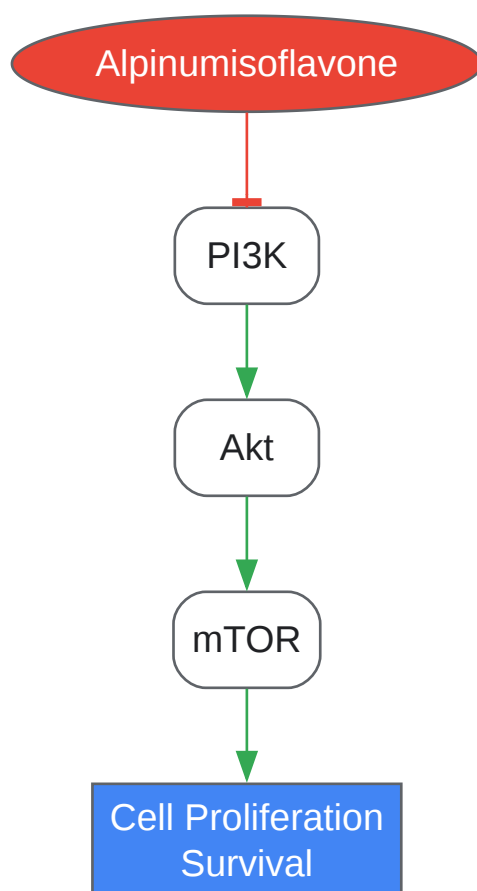 Alpinumisoflavone
PI3K
Akt
mTOR
Cell Proliferation
Survival